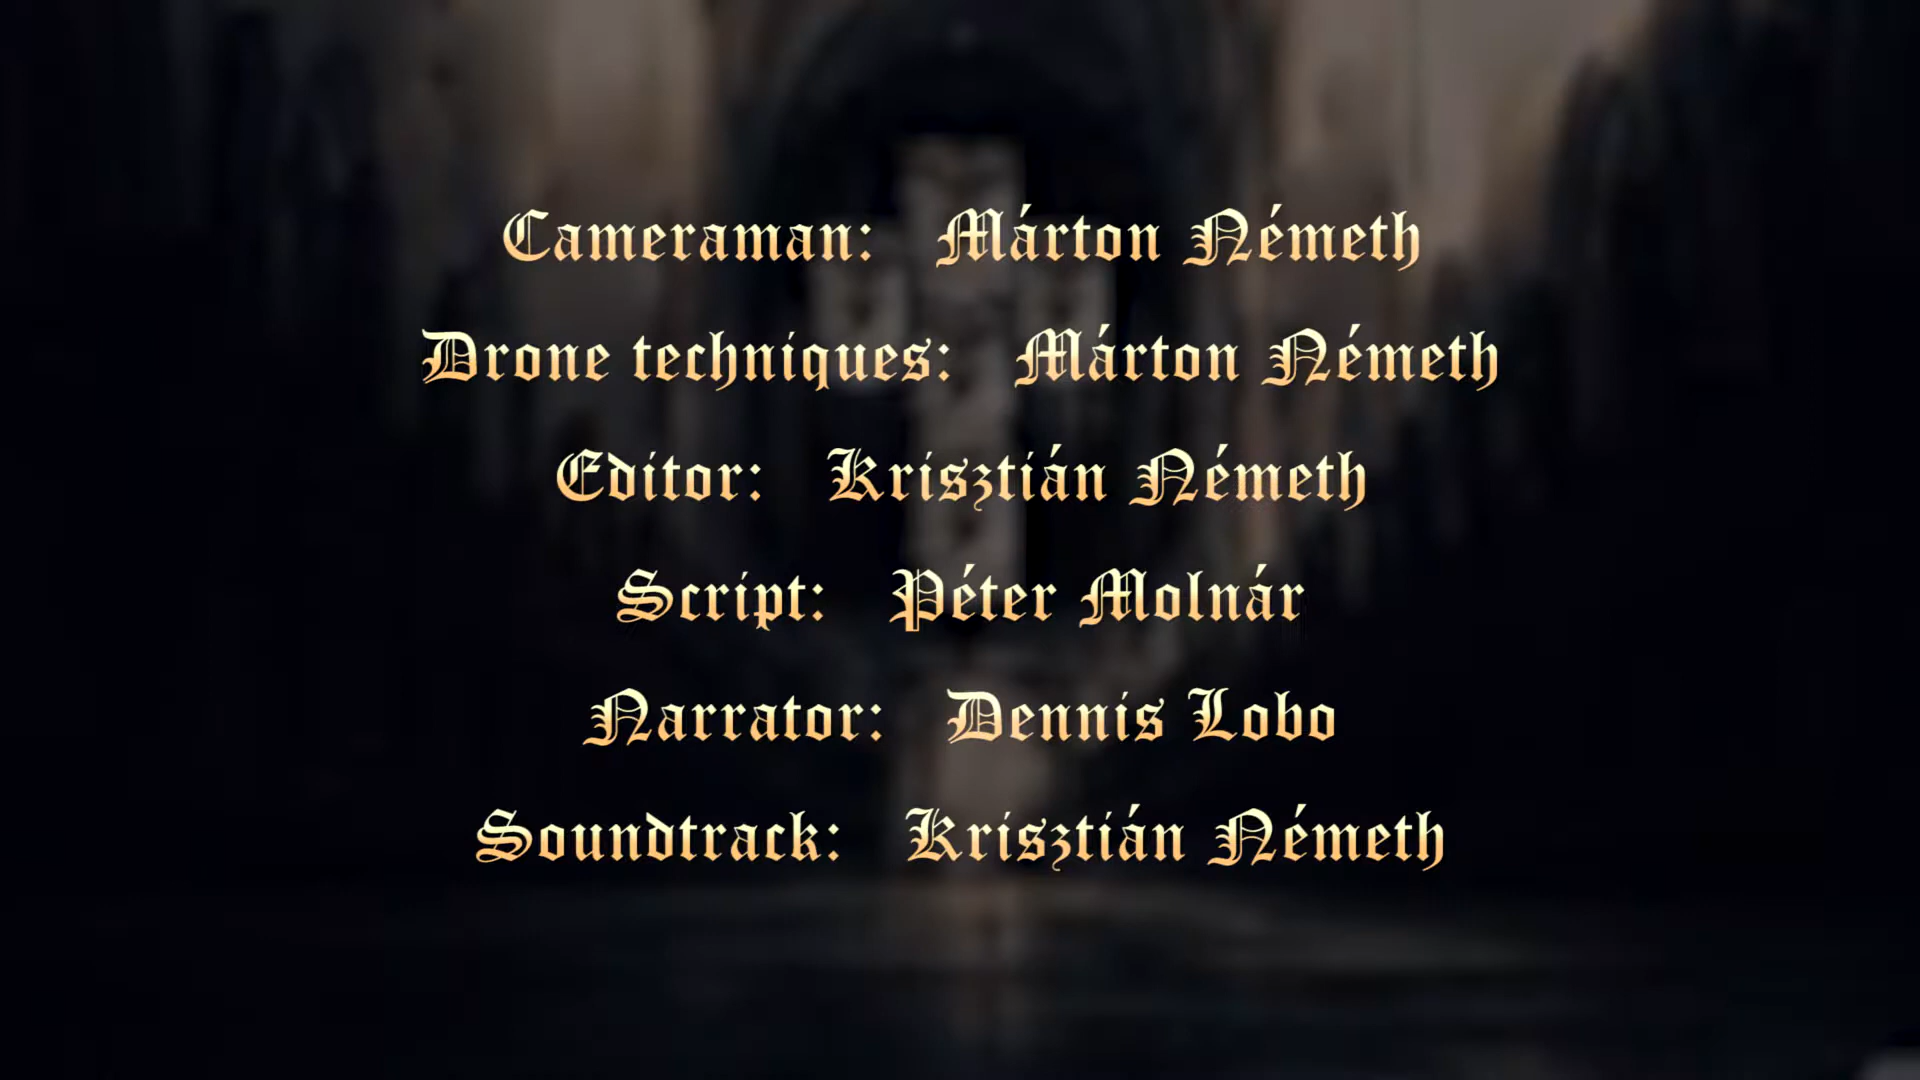 Cameraman: Márton Németh
Drone techniques: Márton Németh
Editor: Krisztián Németh
Script: Péter Molnár
Narrator: Dennis Lobo
Soundtrack: Krisztián Németh